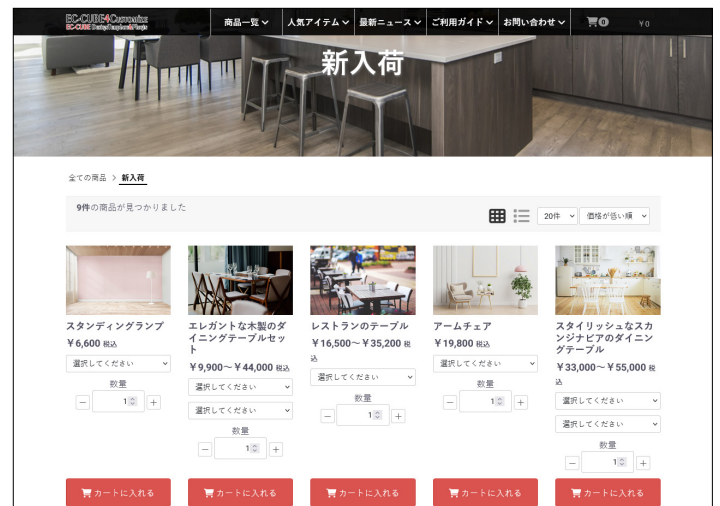 EC-CUBE4Customize
商品一覧 人気アイテム 最新ニュース ご利用ガイド お問い合わせ 0 ¥0
新入荷
全ての商品 > 新入荷
9件の商品が見つかりました
20件 価格が低い順
スタンディングランプ
¥6,600 税込
選択してください
数量
− 1 +
カートに入れる
エレガントな木製のダ
イニングテーブルセッ
ト
¥9,900〜¥44,000 税込
選択してください
選択してください
数量
− 1 +
カートに入れる
レストランのテーブル
¥16,500〜¥35,200 税
込
選択してください
数量
− 1 +
カートに入れる
アームチェア
¥19,800 税込
選択してください
数量
− 1 +
カートに入れる
スタイリッシュなスカ
ンジナビアのダイニン
グテーブル
¥33,000〜¥55,000 税
込
選択してください
選択してください
数量
− 1 +
カートに入れる